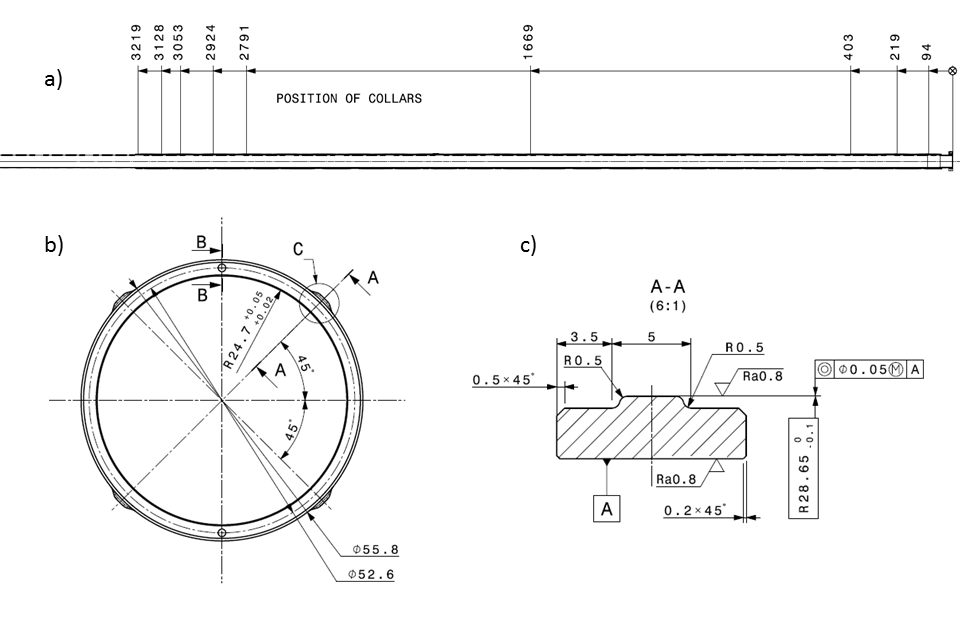 a)
3219
3128
3053
2924
2791
1669
403
219
94
POSITION OF COLLARS
b)
B
B
C
A
A
R24.7 +0.05 +0.02
45°
45°
Φ55.8
Φ52.6
c)
A-A
(6:1)
3.5
5
R0.5
R0.5
Ra0.8
0.5×45°
◎ Φ0.05Ⓜ A
R28.65 0 -0.1
Ra0.8
A
0.2×45°